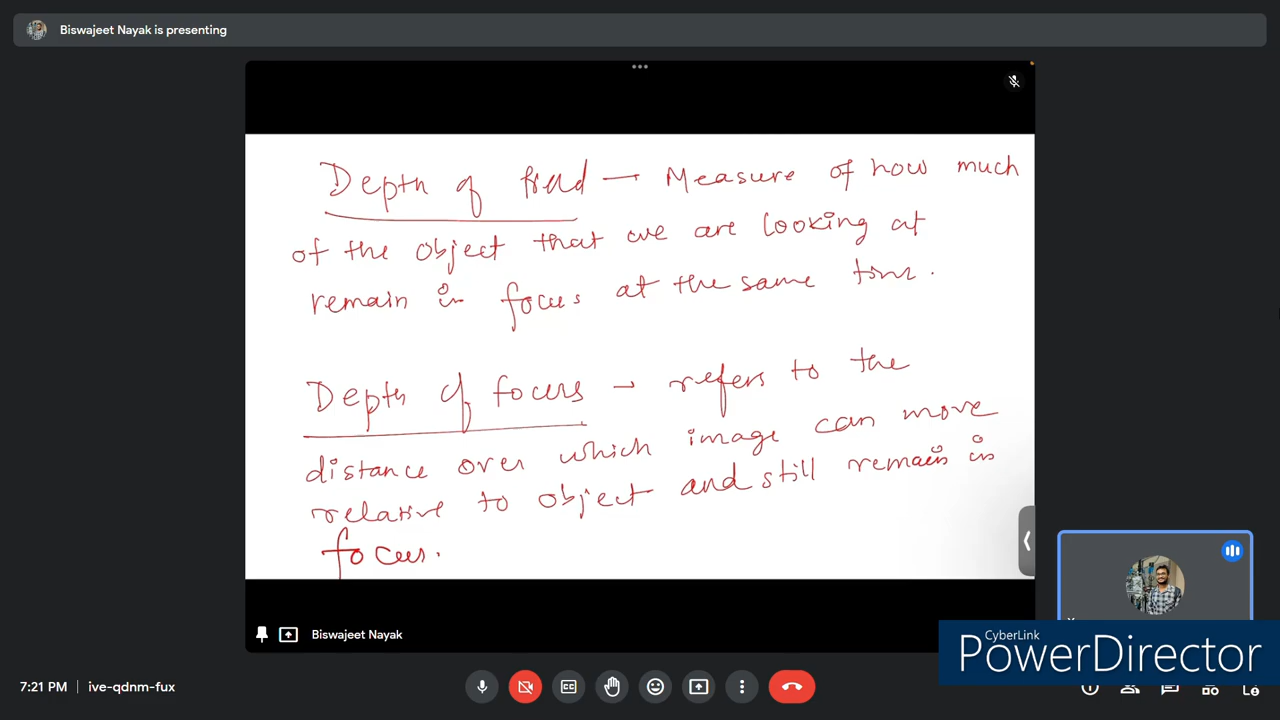 Biswajeet Nayak is presenting
Depth of field — Measure of how much
of the object that we are looking at
remain in focus at the same time.
Depth of focus → refers to the
distance over which image can move
relative to object and still remain in
focus.
Biswajeet Nayak
CyberLink
PowerDirector
7:21 PM | ive-qdnm-fux